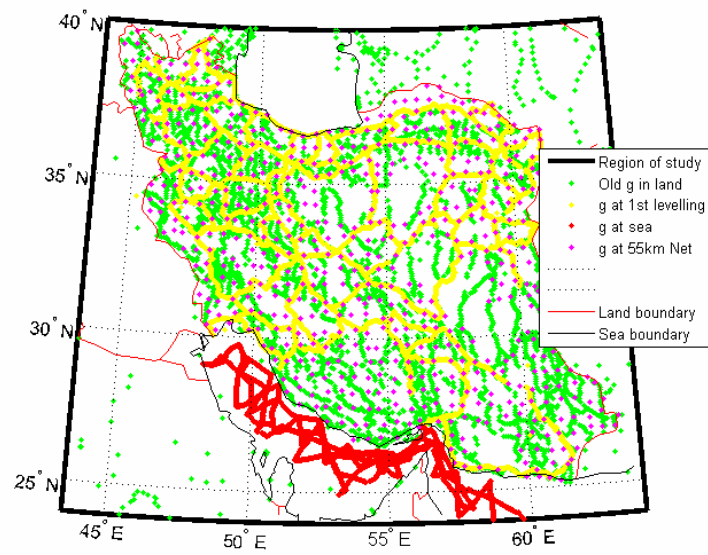 40° N
35° N
30° N
25° N
45° E
50° E
55° E
60° E
Region of study
Old g in land
g at 1st levelling
g at sea
g at 55km Net
Land boundary
Sea boundary